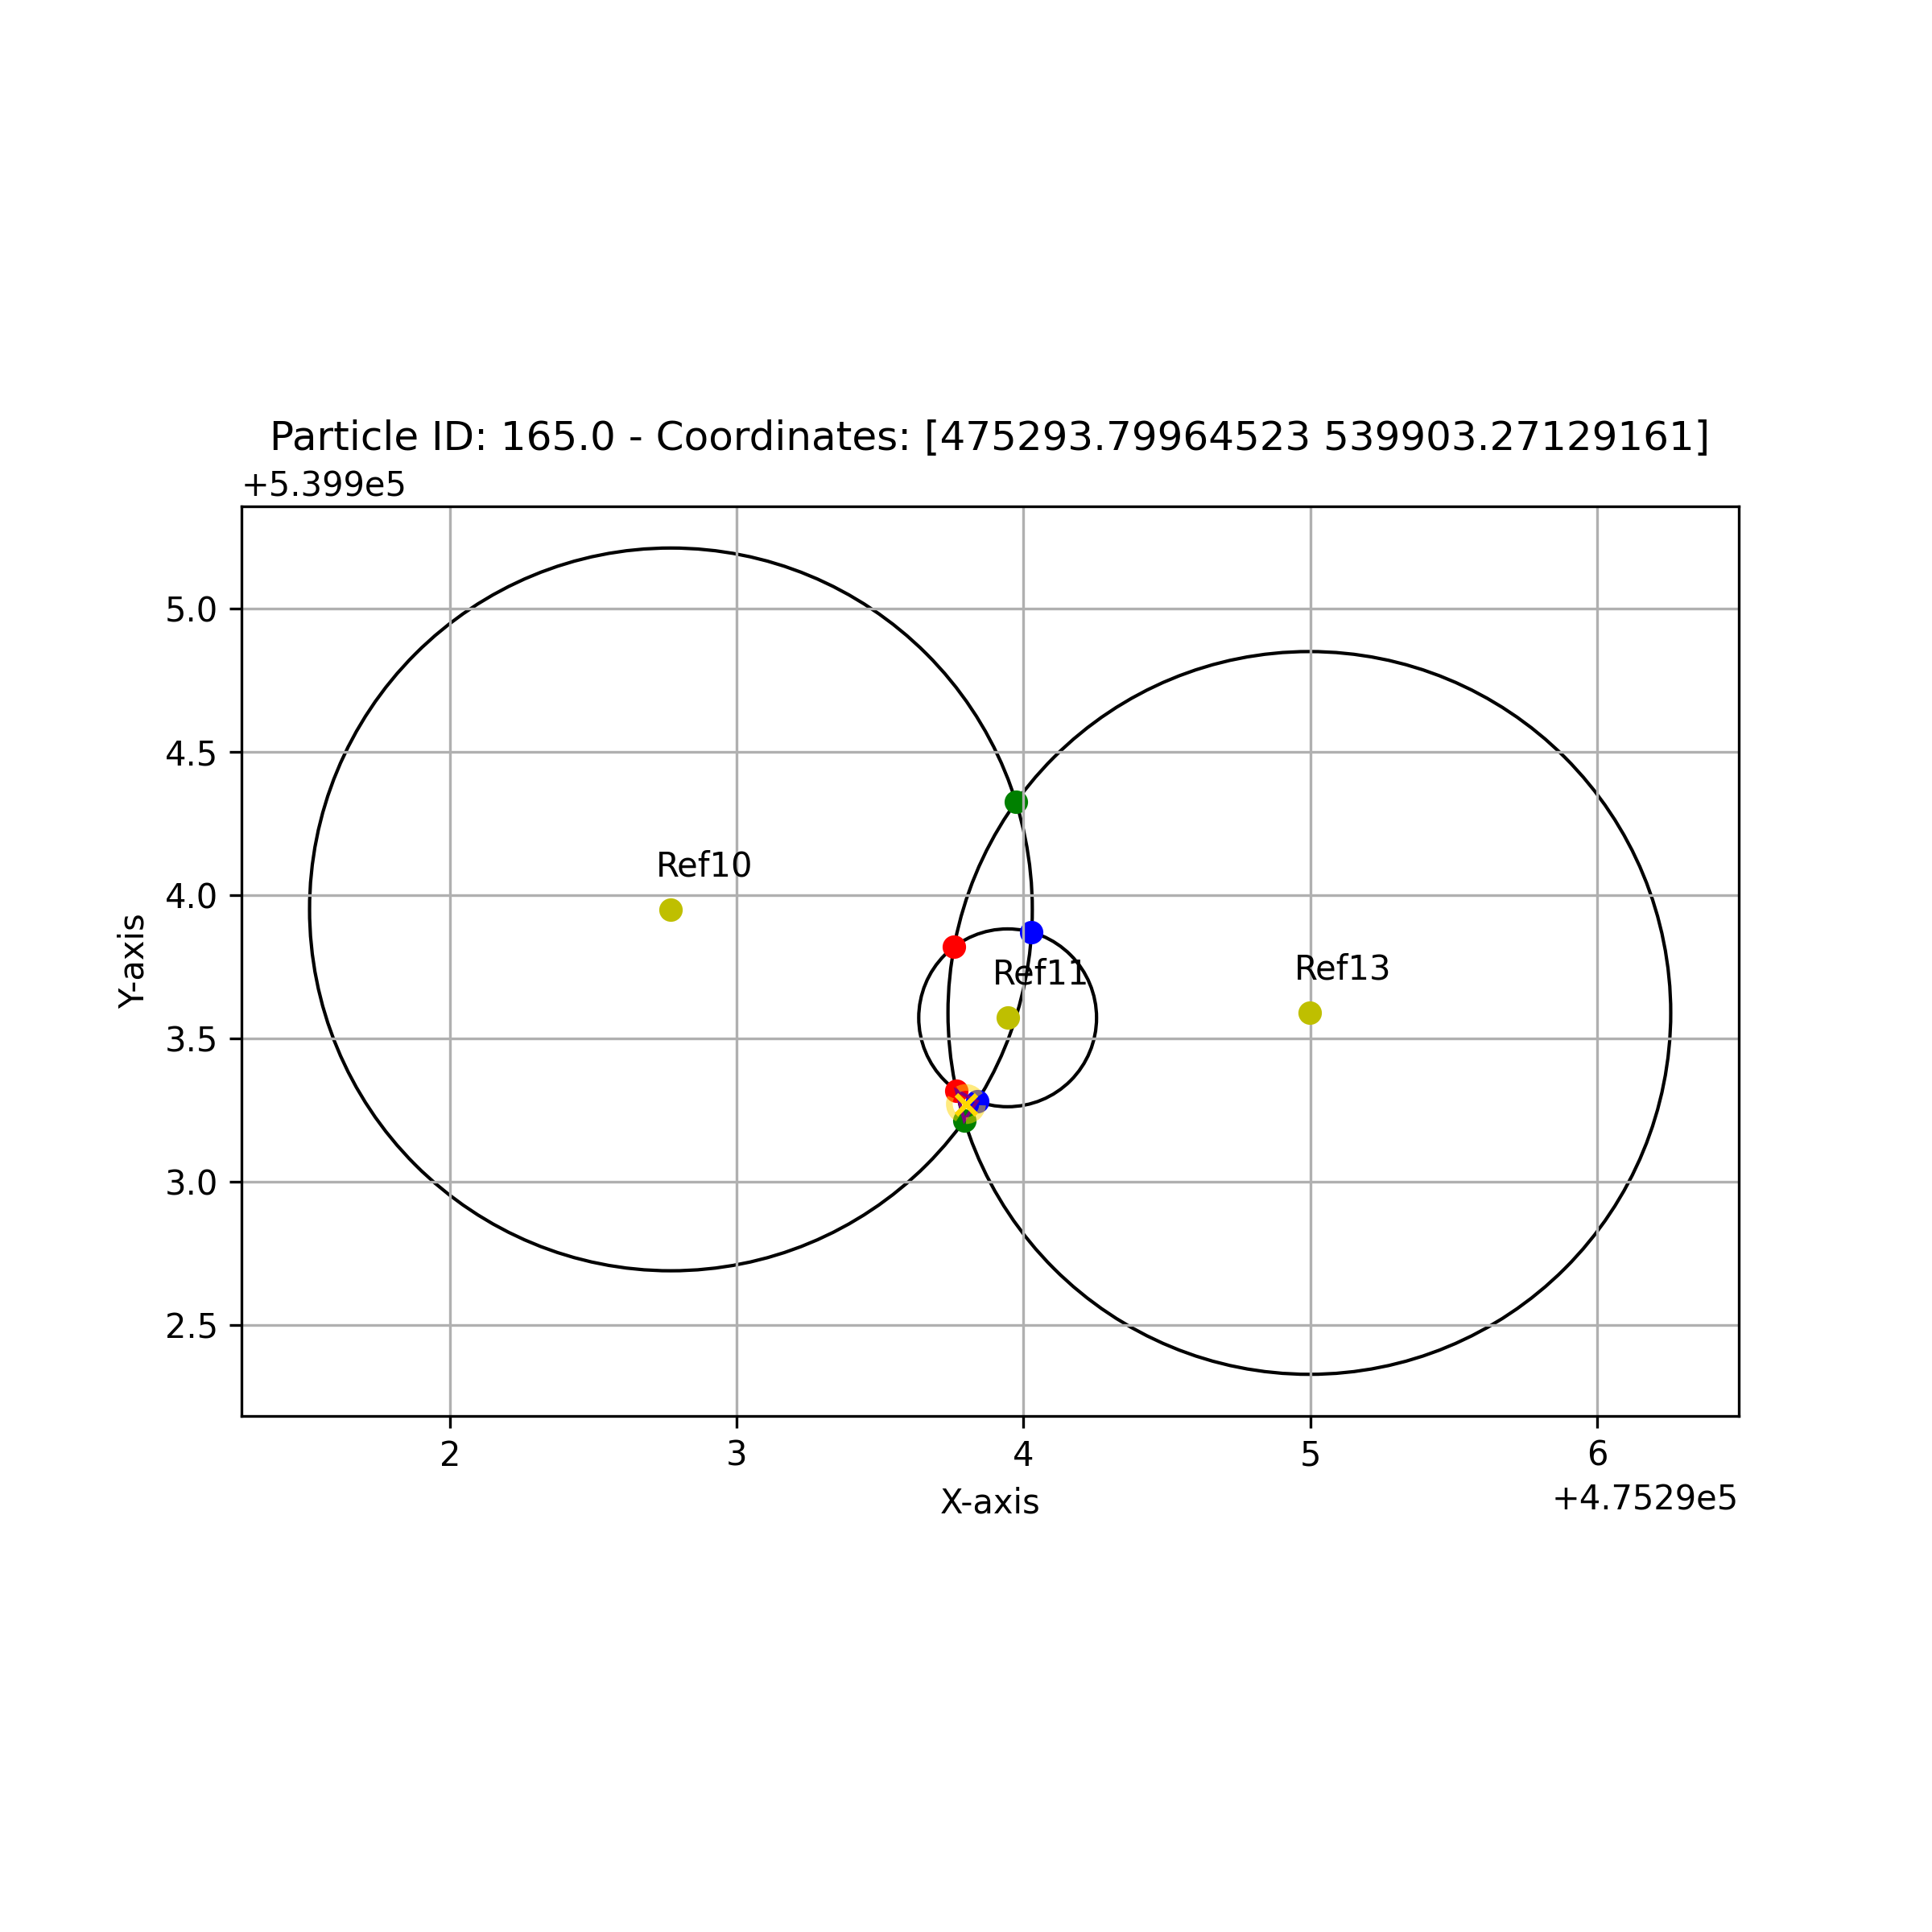 Particle ID: 165.0 - Coordinates: [475293.79964523 539903.27129161]
+5.399e5
5.0
4.5
Ref10
4.0
Ref11
Ref13
Y-axis
3.5
3.0
2.5
2 3 4 5 6
X-axis
+4.7529e5